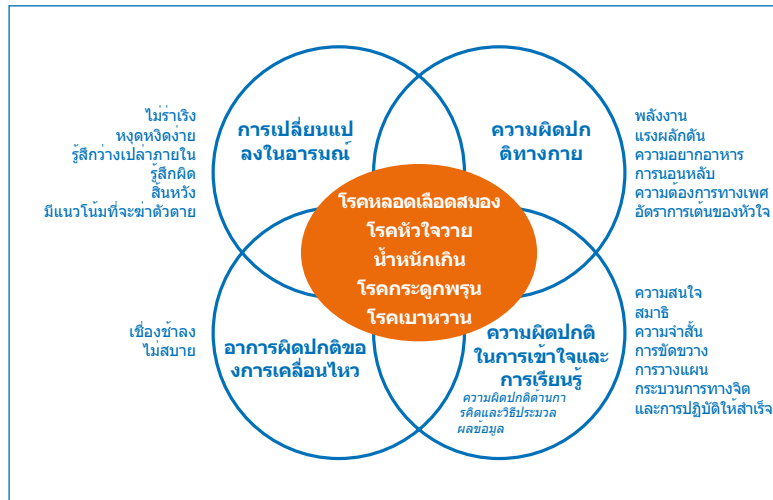 ไม่ร่าเริง
หงุดหงิดง่าย
รู้สึกว่างเปล่าภายใน
รู้สึกผิด
สิ้นหวัง
มีแนวโน้มที่จะฆ่าตัวตาย
การเปลี่ยนแป
ลงในอารมณ์
ความผิดปก
ติทางกาย
พลังงาน
แรงผลักดัน
ความอยากอาหาร
การนอนหลับ
ความต้องการทางเพศ
อัตราการเต้นของหัวใจ
โรคหลอดเลือดสมอง
โรคหัวใจวาย
น้ำหนักเกิน
โรคกระดูกพรุน
โรคเบาหวาน
เชื่องช้าลง
ไม่สบาย
อาการผิดปกติขอ
งการเคลื่อนไหว
ความผิดปกติ
ในการเข้าใจและ
การเรียนรู้
ความผิดปกติด้านกา
รคิดและวิธีประมวล
ผลข้อมูล
ความสนใจ
สมาธิ
ความจำสั้น
การขัดขวาง
การวางแผน
กระบวนการทางจิต
และการปฏิบัติให้สำเร็จ